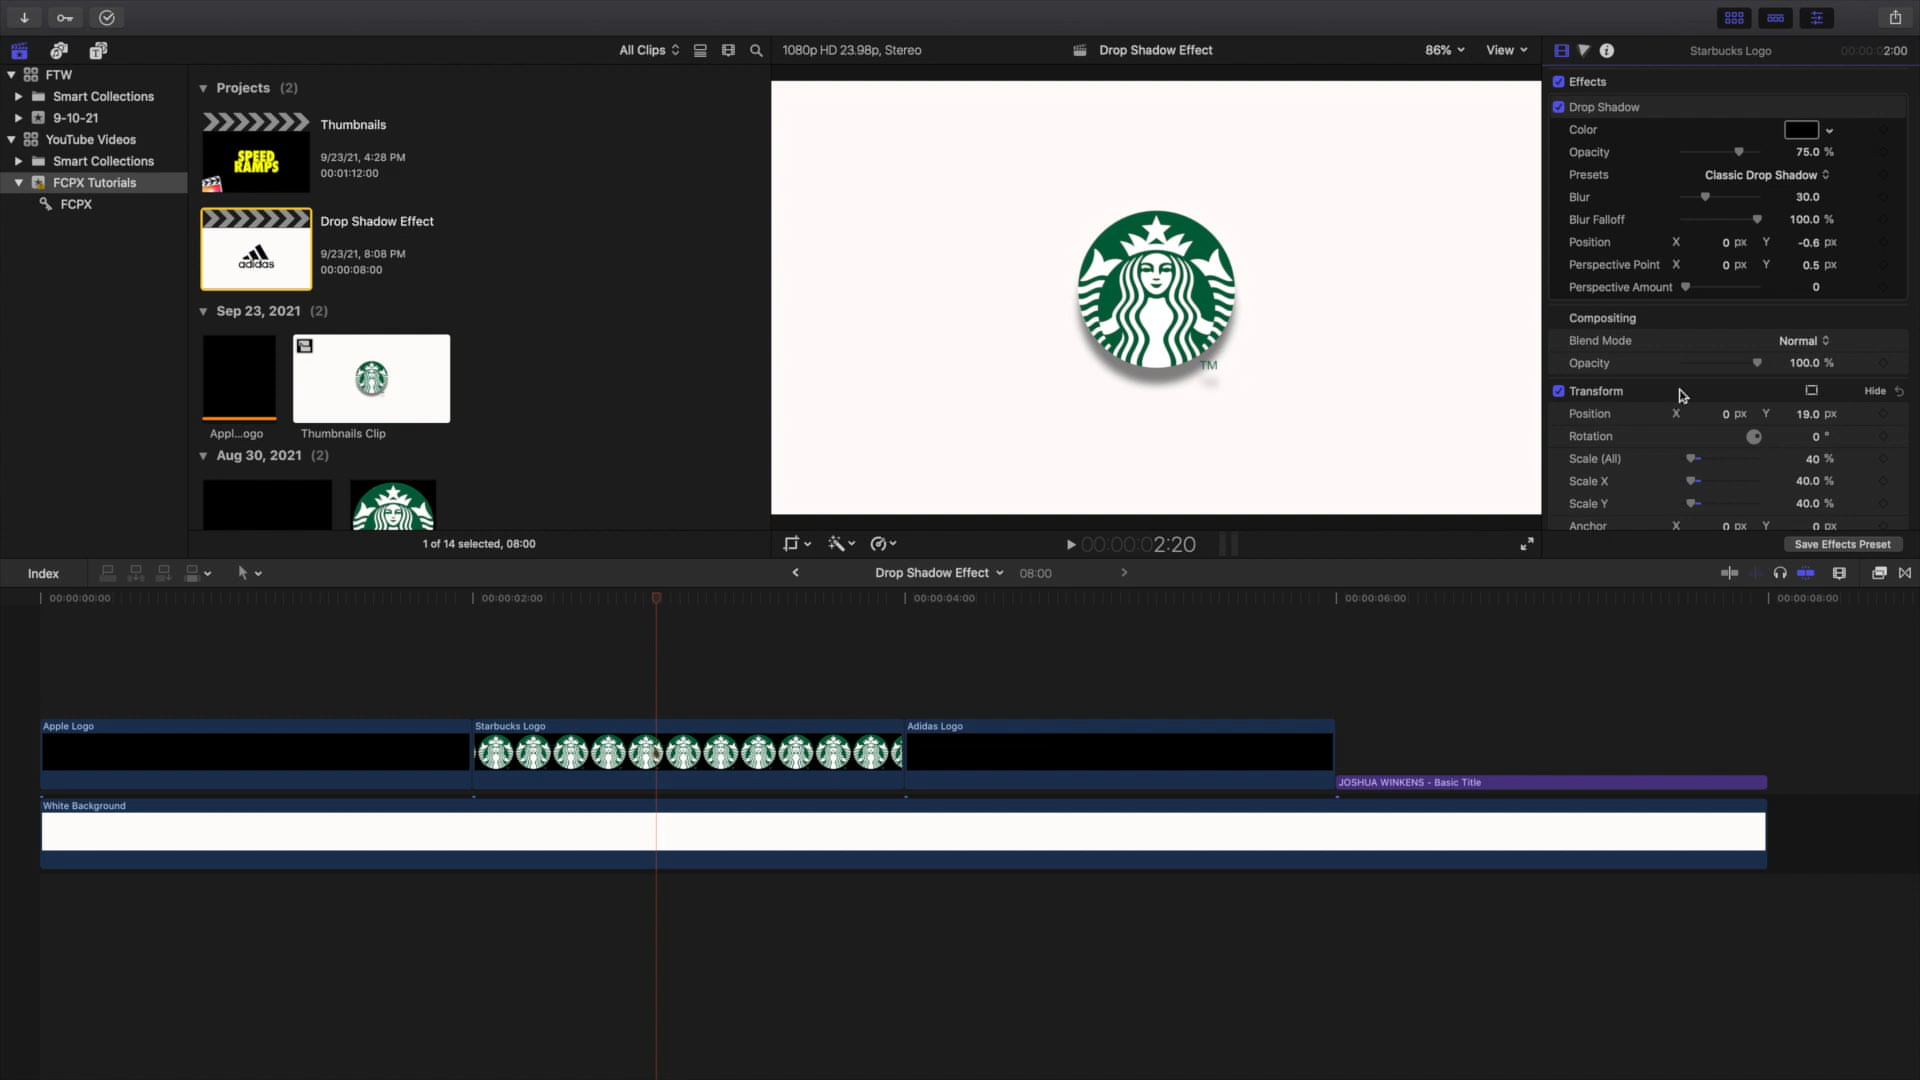 All Clips
1080p HD 23.98p, Stereo
Drop Shadow Effect
86%
View
Starbucks Logo
00:00:02:00
FTW
Smart Collections
9-10-21
YouTube Videos
Smart Collections
FCPX Tutorials
FCPX
Projects (2)
Thumbnails
9/23/21, 4:28 PM
00:01:12:00
SPEED
RAMPS
Drop Shadow Effect
9/23/21, 8:08 PM
00:00:08:00
adidas
Sep 23, 2021 (2)
Appl...ogo
Thumbnails Clip
Aug 30, 2021 (2)
1 of 14 selected, 08:00
TM
Effects
Drop Shadow
Color
Opacity 75.0 %
Presets Classic Drop Shadow
Blur 30.0
Blur Falloff 100.0 %
Position X 0 px Y -0.6 px
Perspective Point X 0 px Y 0.5 px
Perspective Amount 0
Compositing
Blend Mode Normal
Opacity 100.0 %
Transform Hide
Position X 0 px Y 19.0 px
Rotation 0 °
Scale (All) 40 %
Scale X 40.0 %
Scale Y 40.0 %
Anchor X 0 px Y 0 px
Save Effects Preset
00:00:02:20
Index
Drop Shadow Effect
08:00
00:00:00:00
00:00:02:00
00:00:04:00
00:00:06:00
00:00:08:00
Apple Logo
Starbucks Logo
Adidas Logo
JOSHUA WINKENS - Basic Title
White Background